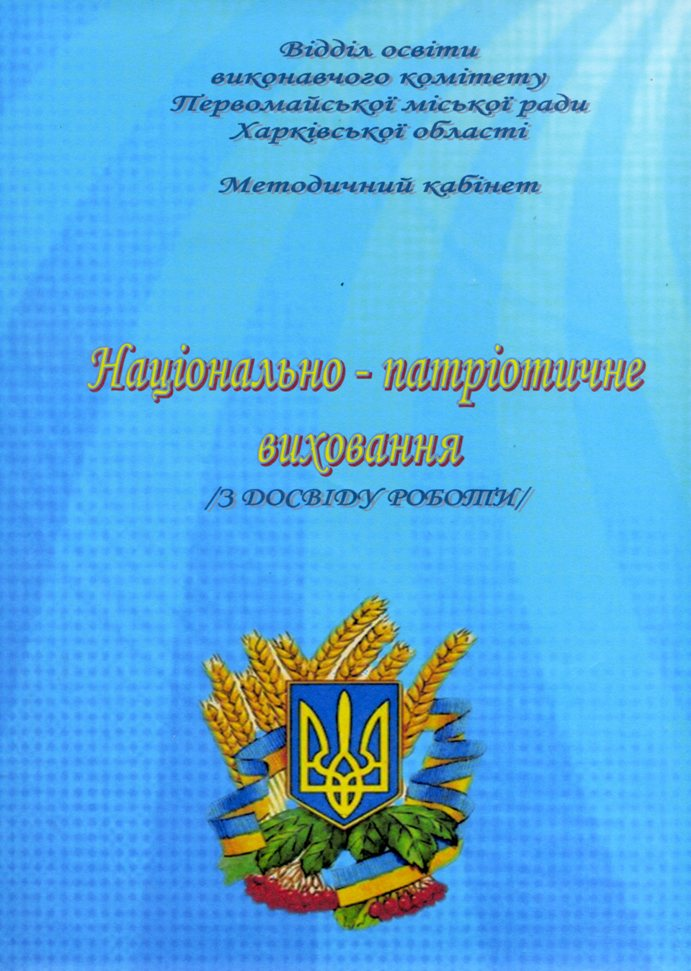 Відділ освіти
виконавчого комітету
Первомайської міської ради
Харківської області
Методичний кабінет
Національно - патріотичне
виховання
/З ДОСВІДУ РОБОТИ/